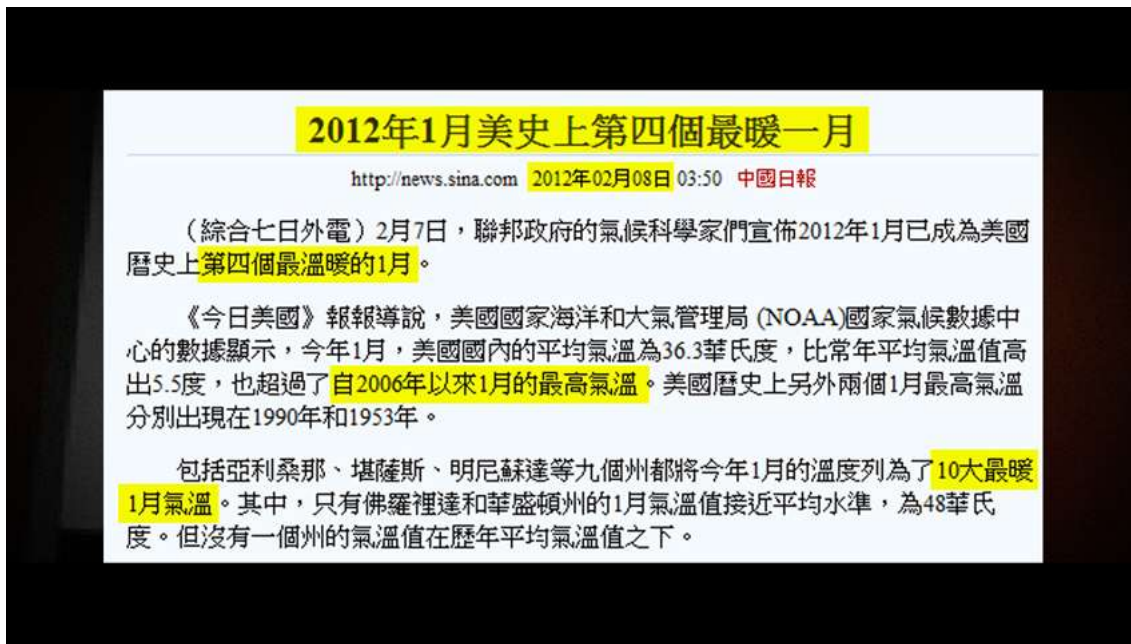 2012年1月美史上第四個最暖一月
http://news.sina.com 2012年02月08日 03:50 中國日報
（綜合七日外電）2月7日，聯邦政府的氣候科學家們宣佈2012年1月已成為美國
曆史上第四個最溫暖的1月。
《今日美國》報報導說，美國國家海洋和大氣管理局 (NOAA)國家氣候數據中
心的數據顯示，今年1月，美國國內的平均氣溫為36.3華氏度，比常年平均氣溫值高
出5.5度，也超過了自2006年以來1月的最高氣溫。美國曆史上另外兩個1月最高氣溫
分別出現在1990年和1953年。
包括亞利桑那、堪薩斯、明尼蘇達等九個州都將今年1月的溫度列為了10大最暖
1月氣溫。其中，只有佛羅裡達和華盛頓州的1月氣溫值接近平均水準，為48華氏
度。但沒有一個州的氣溫值在歷年平均氣溫值之下。